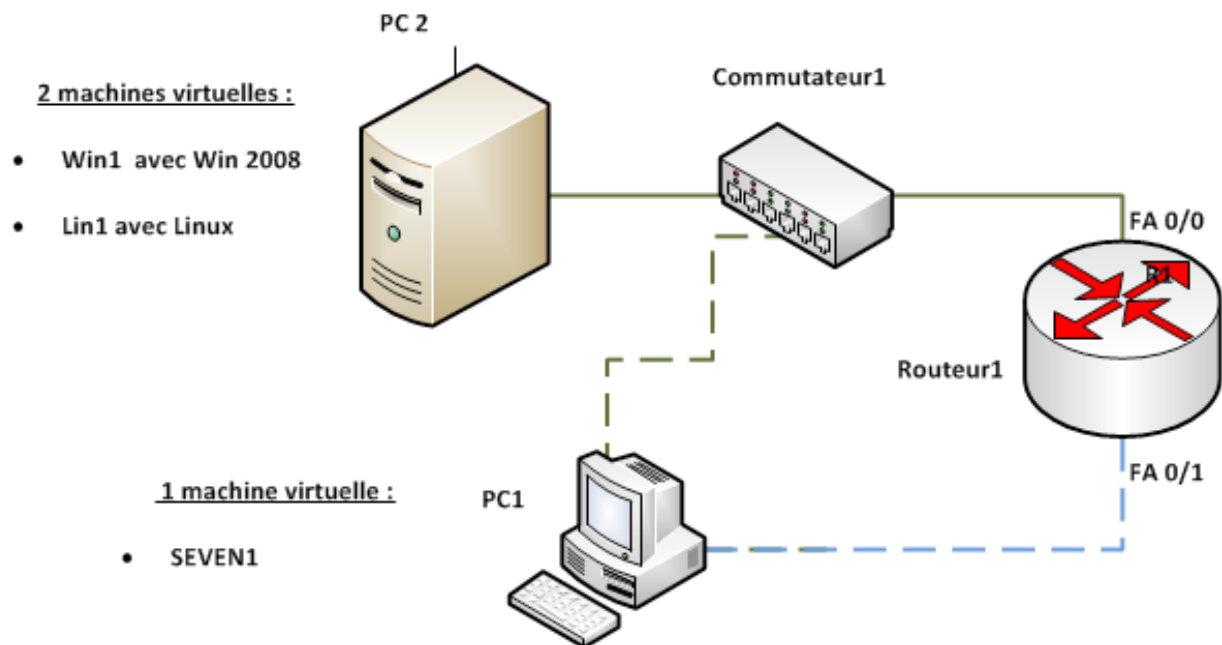 PC 2
Commutateur1
2 machines virtuelles :
• Win1 avec Win 2008
• Lin1 avec Linux
FA 0/0
R1
Routeur1
FA 0/1
1 machine virtuelle :
PC1
• SEVEN1